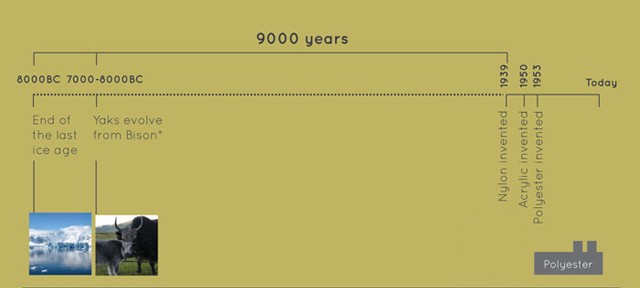 9000 years
8000BC 7000-8000BC
1939
1950
1953
Today
End of
the last
ice age
Yaks evolve
from Bison*
Nylon invented
Acrylic invented
Polyester invented
Polyester